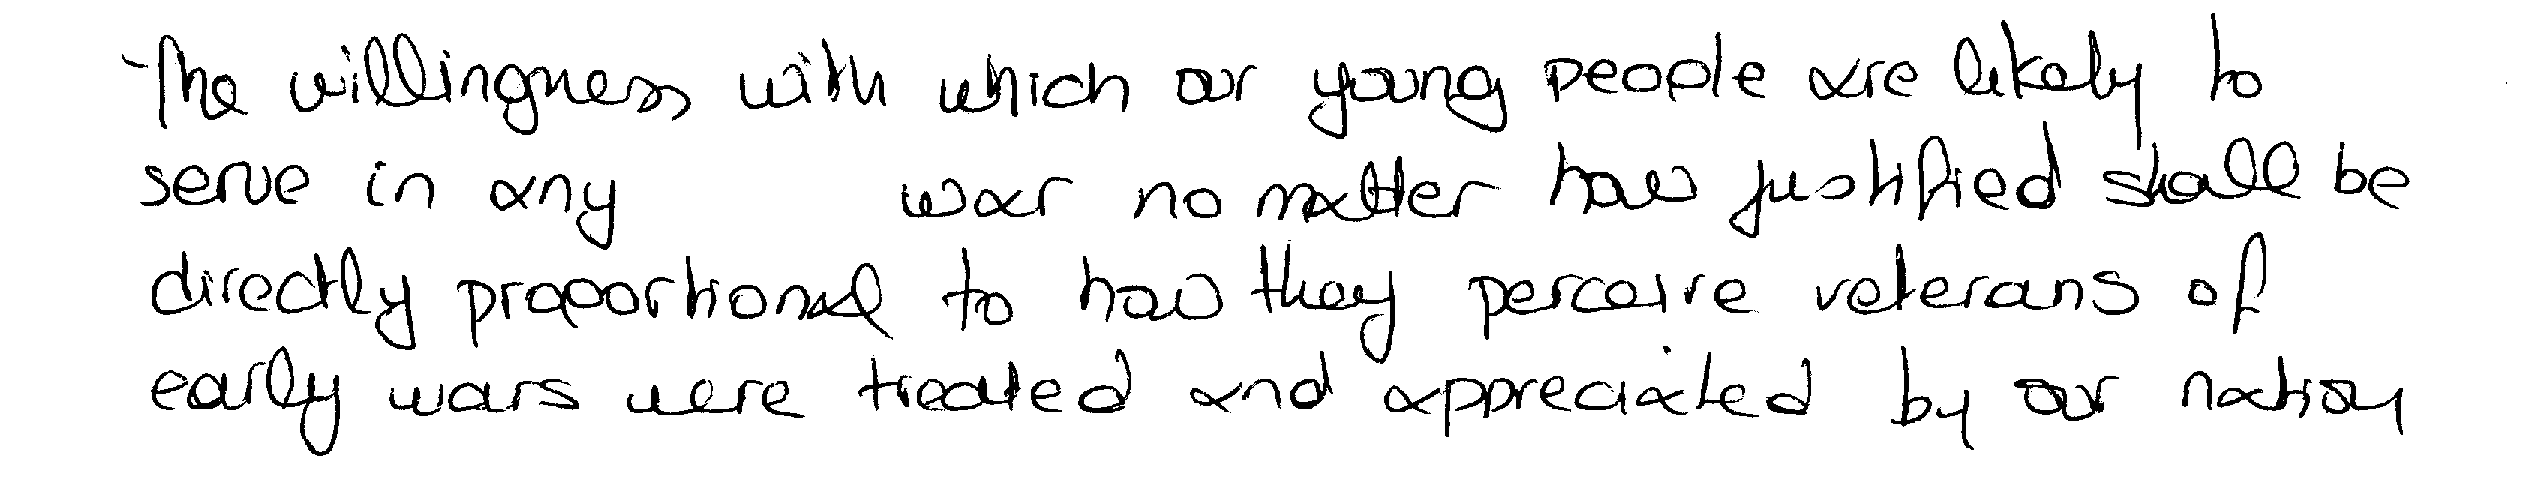 The willingness with which our young people are likely to
serve in any war no matter how justified shall be
directly proportional to how they perceive veterans of
early wars were treated and appreciated by our nation